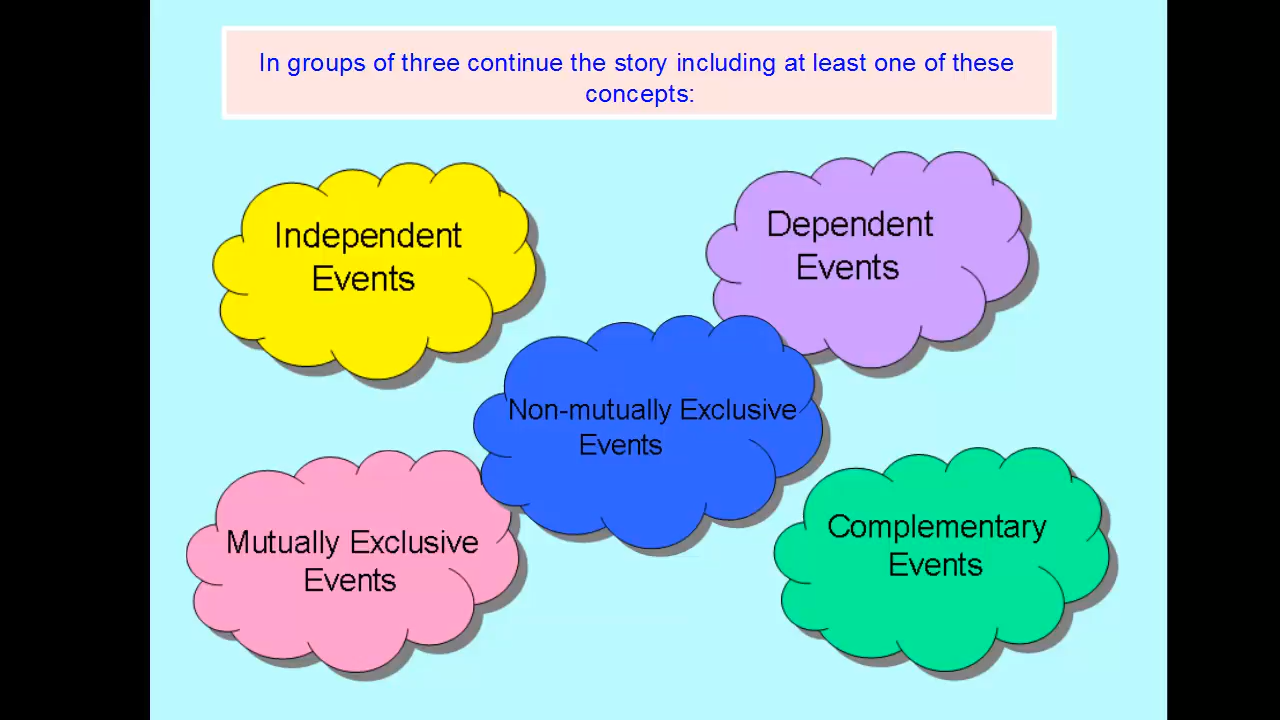 In groups of three continue the story including at least one of these
concepts:
Independent
Events
Dependent
Events
Non-mutually Exclusive
Events
Mutually Exclusive
Events
Complementary
Events